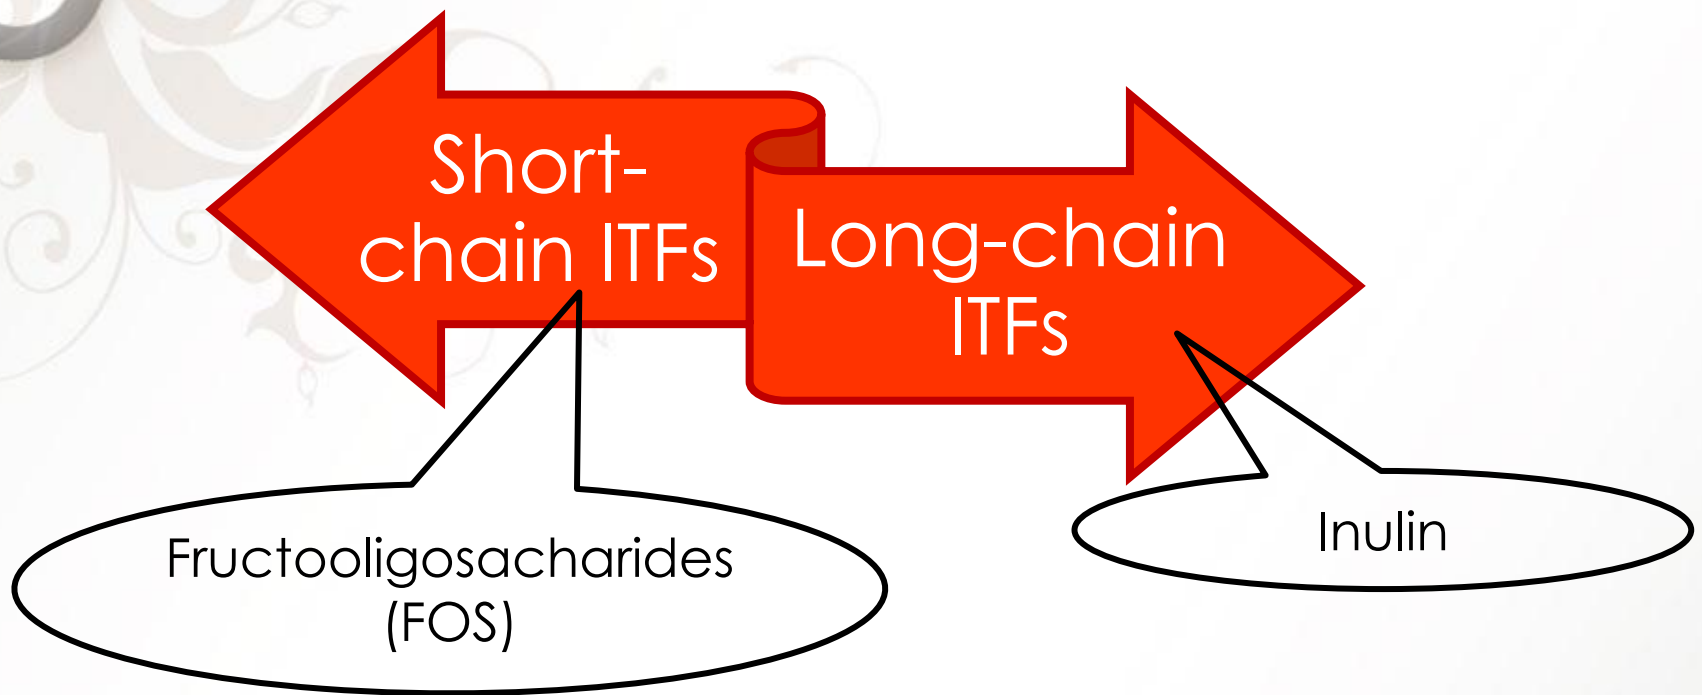 Short-
chain ITFs
Long-chain
ITFs
Fructooligosacharides
(FOS)
Inulin